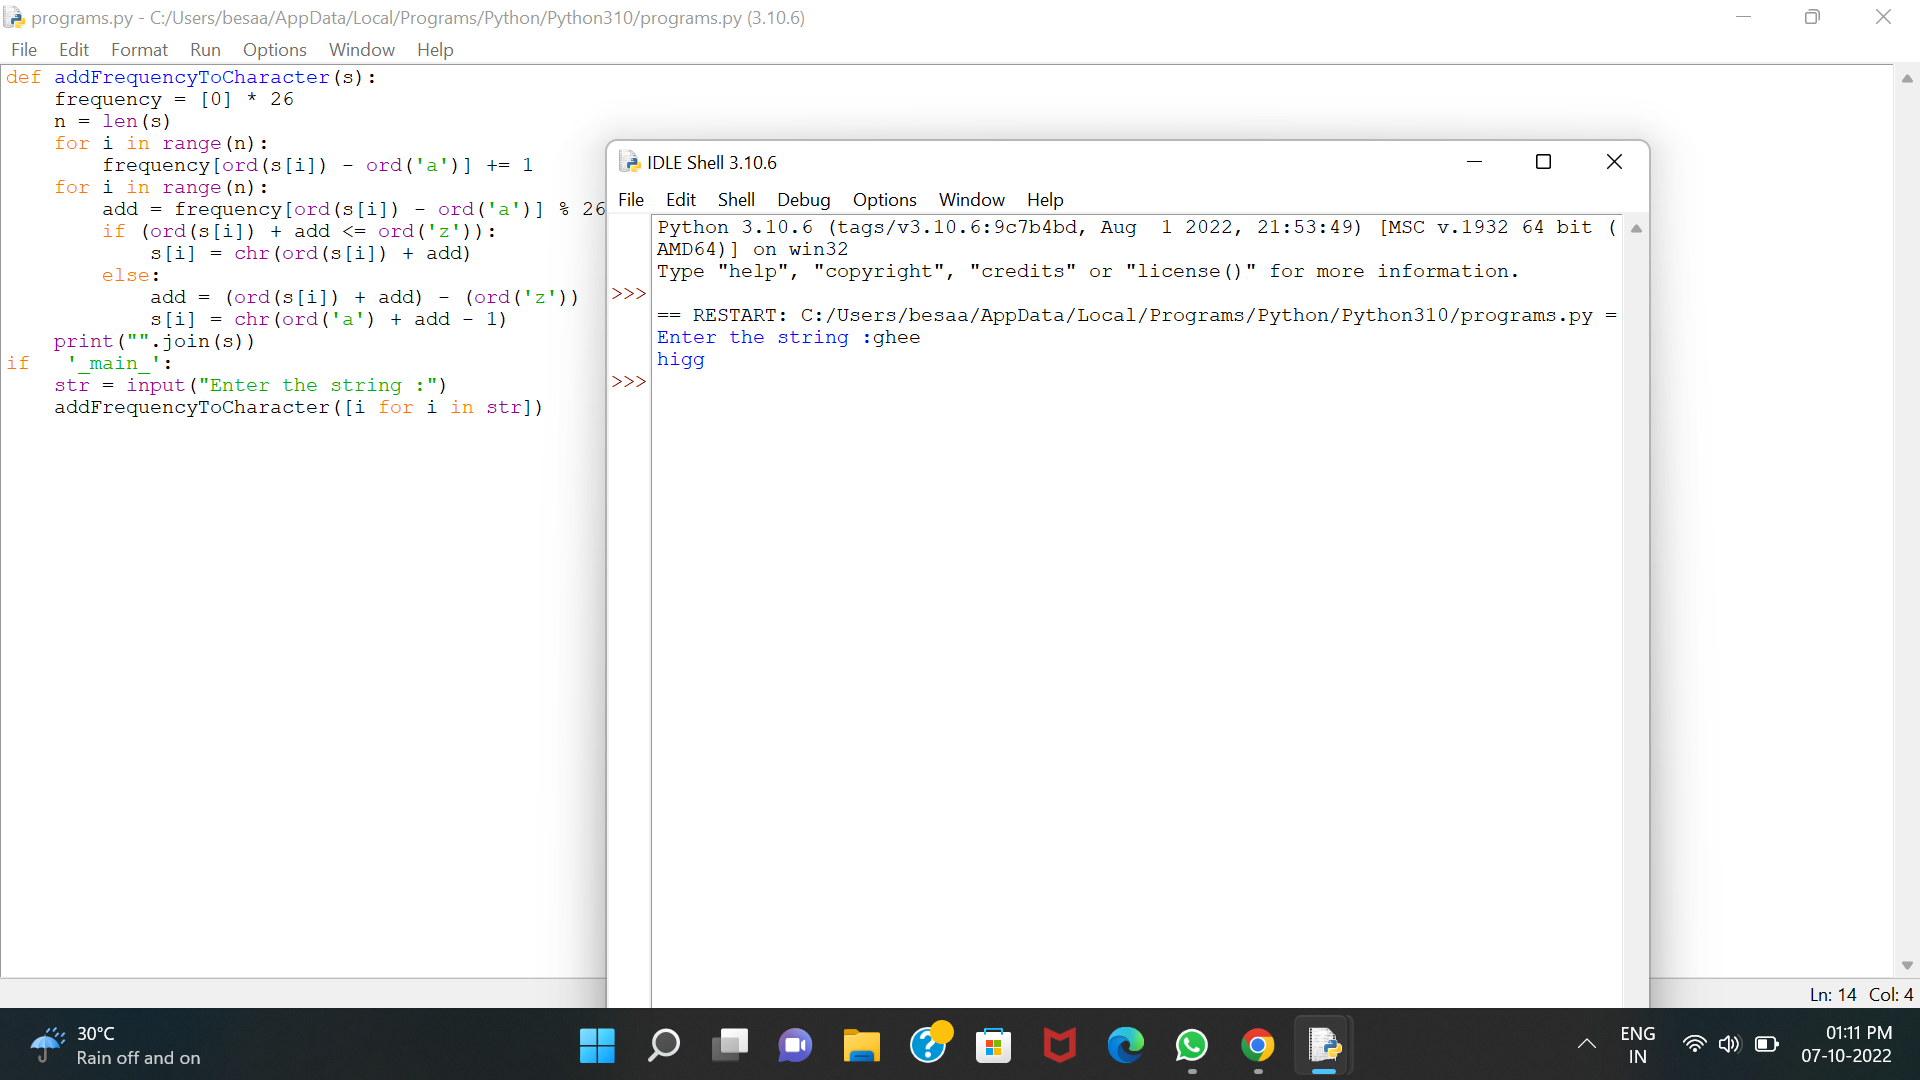 programs.py - C:/Users/besaa/AppData/Local/Programs/Python/Python310/programs.py (3.10.6)
File Edit Format Run Options Window Help
def addFrequencyToCharacter(s):
    frequency = [0] * 26
    n = len(s)
    for i in range(n):
        frequency[ord(s[i]) - ord('a')] += 1
    for i in range(n):
        add = frequency[ord(s[i]) - ord('a')] % 26
        if (ord(s[i]) + add <= ord('z')):
            s[i] = chr(ord(s[i]) + add)
        else:
            add = (ord(s[i]) + add) - (ord('z'))
            s[i] = chr(ord('a') + add - 1)
    print("".join(s))
if   '_main_':
    str = input("Enter the string :")
    addFrequencyToCharacter([i for i in str])
IDLE Shell 3.10.6
File Edit Shell Debug Options Window Help
Python 3.10.6 (tags/v3.10.6:9c7b4bd, Aug  1 2022, 21:53:49) [MSC v.1932 64 bit (
AMD64)] on win32
Type "help", "copyright", "credits" or "license()" for more information.
>>>
== RESTART: C:/Users/besaa/AppData/Local/Programs/Python/Python310/programs.py =
Enter the string :ghee
higg
>>>
Ln: 14 Col: 4
30°C
Rain off and on
ENG
IN
01:11 PM
07-10-2022